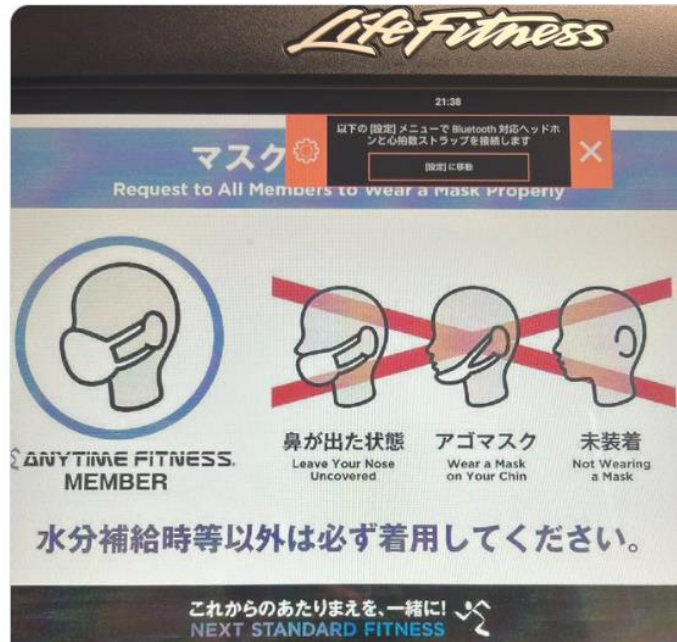 LifeFitness
21:38
以下の [設定] メニューで Bluetooth 対応ヘッドホ
ンと心拍数ストラップを接続します
[設定] に移動
マスク
Request to All Members to Wear a Mask Properly
鼻が出た状態
Leave Your Nose
Uncovered
アゴマスク
Wear a Mask
on Your Chin
未装着
Not Wearing
a Mask
ANYTIME FITNESS.
MEMBER
水分補給時等以外は必ず着用してください。
これからのあたりまえを、一緒に!
NEXT STANDARD FITNESS